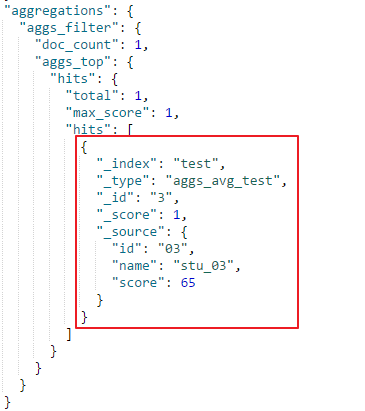 "aggregations": {
"aggs_filter": {
"doc_count": 1,
"aggs_top": {
"hits": {
"total": 1,
"max_score": 1,
"hits": [
{
"_index": "test",
"_type": "aggs_avg_test",
"_id": "3",
"_score": 1,
"_source": {
"id": "03",
"name": "stu_03",
"score": 65
}
}
]
}
}
}
}